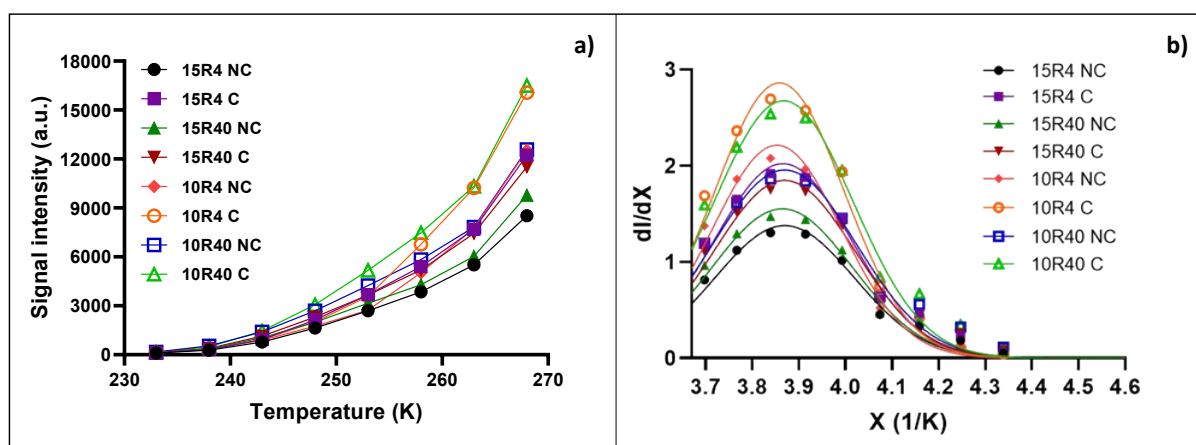 a)
18000
15000
12000
9000
6000
3000
0
Signal intensity (a.u.)
15R4 NC
15R4 C
15R40 NC
15R40 C
10R4 NC
10R4 C
10R40 NC
10R40 C
230 240 250 260 270
Temperature (K)
b)
3
2
1
0
dI/dX
15R4 NC
15R4 C
15R40 NC
15R40 C
10R4 NC
10R4 C
10R40 NC
10R40 C
3.7 3.8 3.9 4.0 4.1 4.2 4.3 4.4 4.5 4.6
X (1/K)